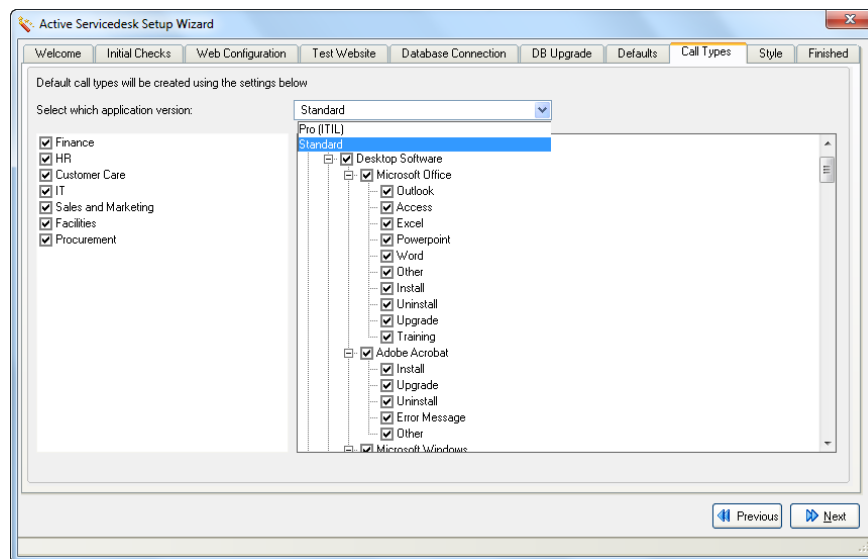 Active Servicedesk Setup Wizard
Welcome
Initial Checks
Web Configuration
Test Website
Database Connection
DB Upgrade
Defaults
Call Types
Style
Finished
Default call types will be created using the settings below
Select which application version:
Standard
Pro (ITIL)
Standard
Finance
HR
Customer Care
IT
Sales and Marketing
Facilities
Procurement
Desktop Software
Microsoft Office
Outlook
Access
Excel
Powerpoint
Word
Other
Install
Uninstall
Upgrade
Training
Adobe Acrobat
Install
Upgrade
Uninstall
Error Message
Other
Microsoft Windows
Previous
Next